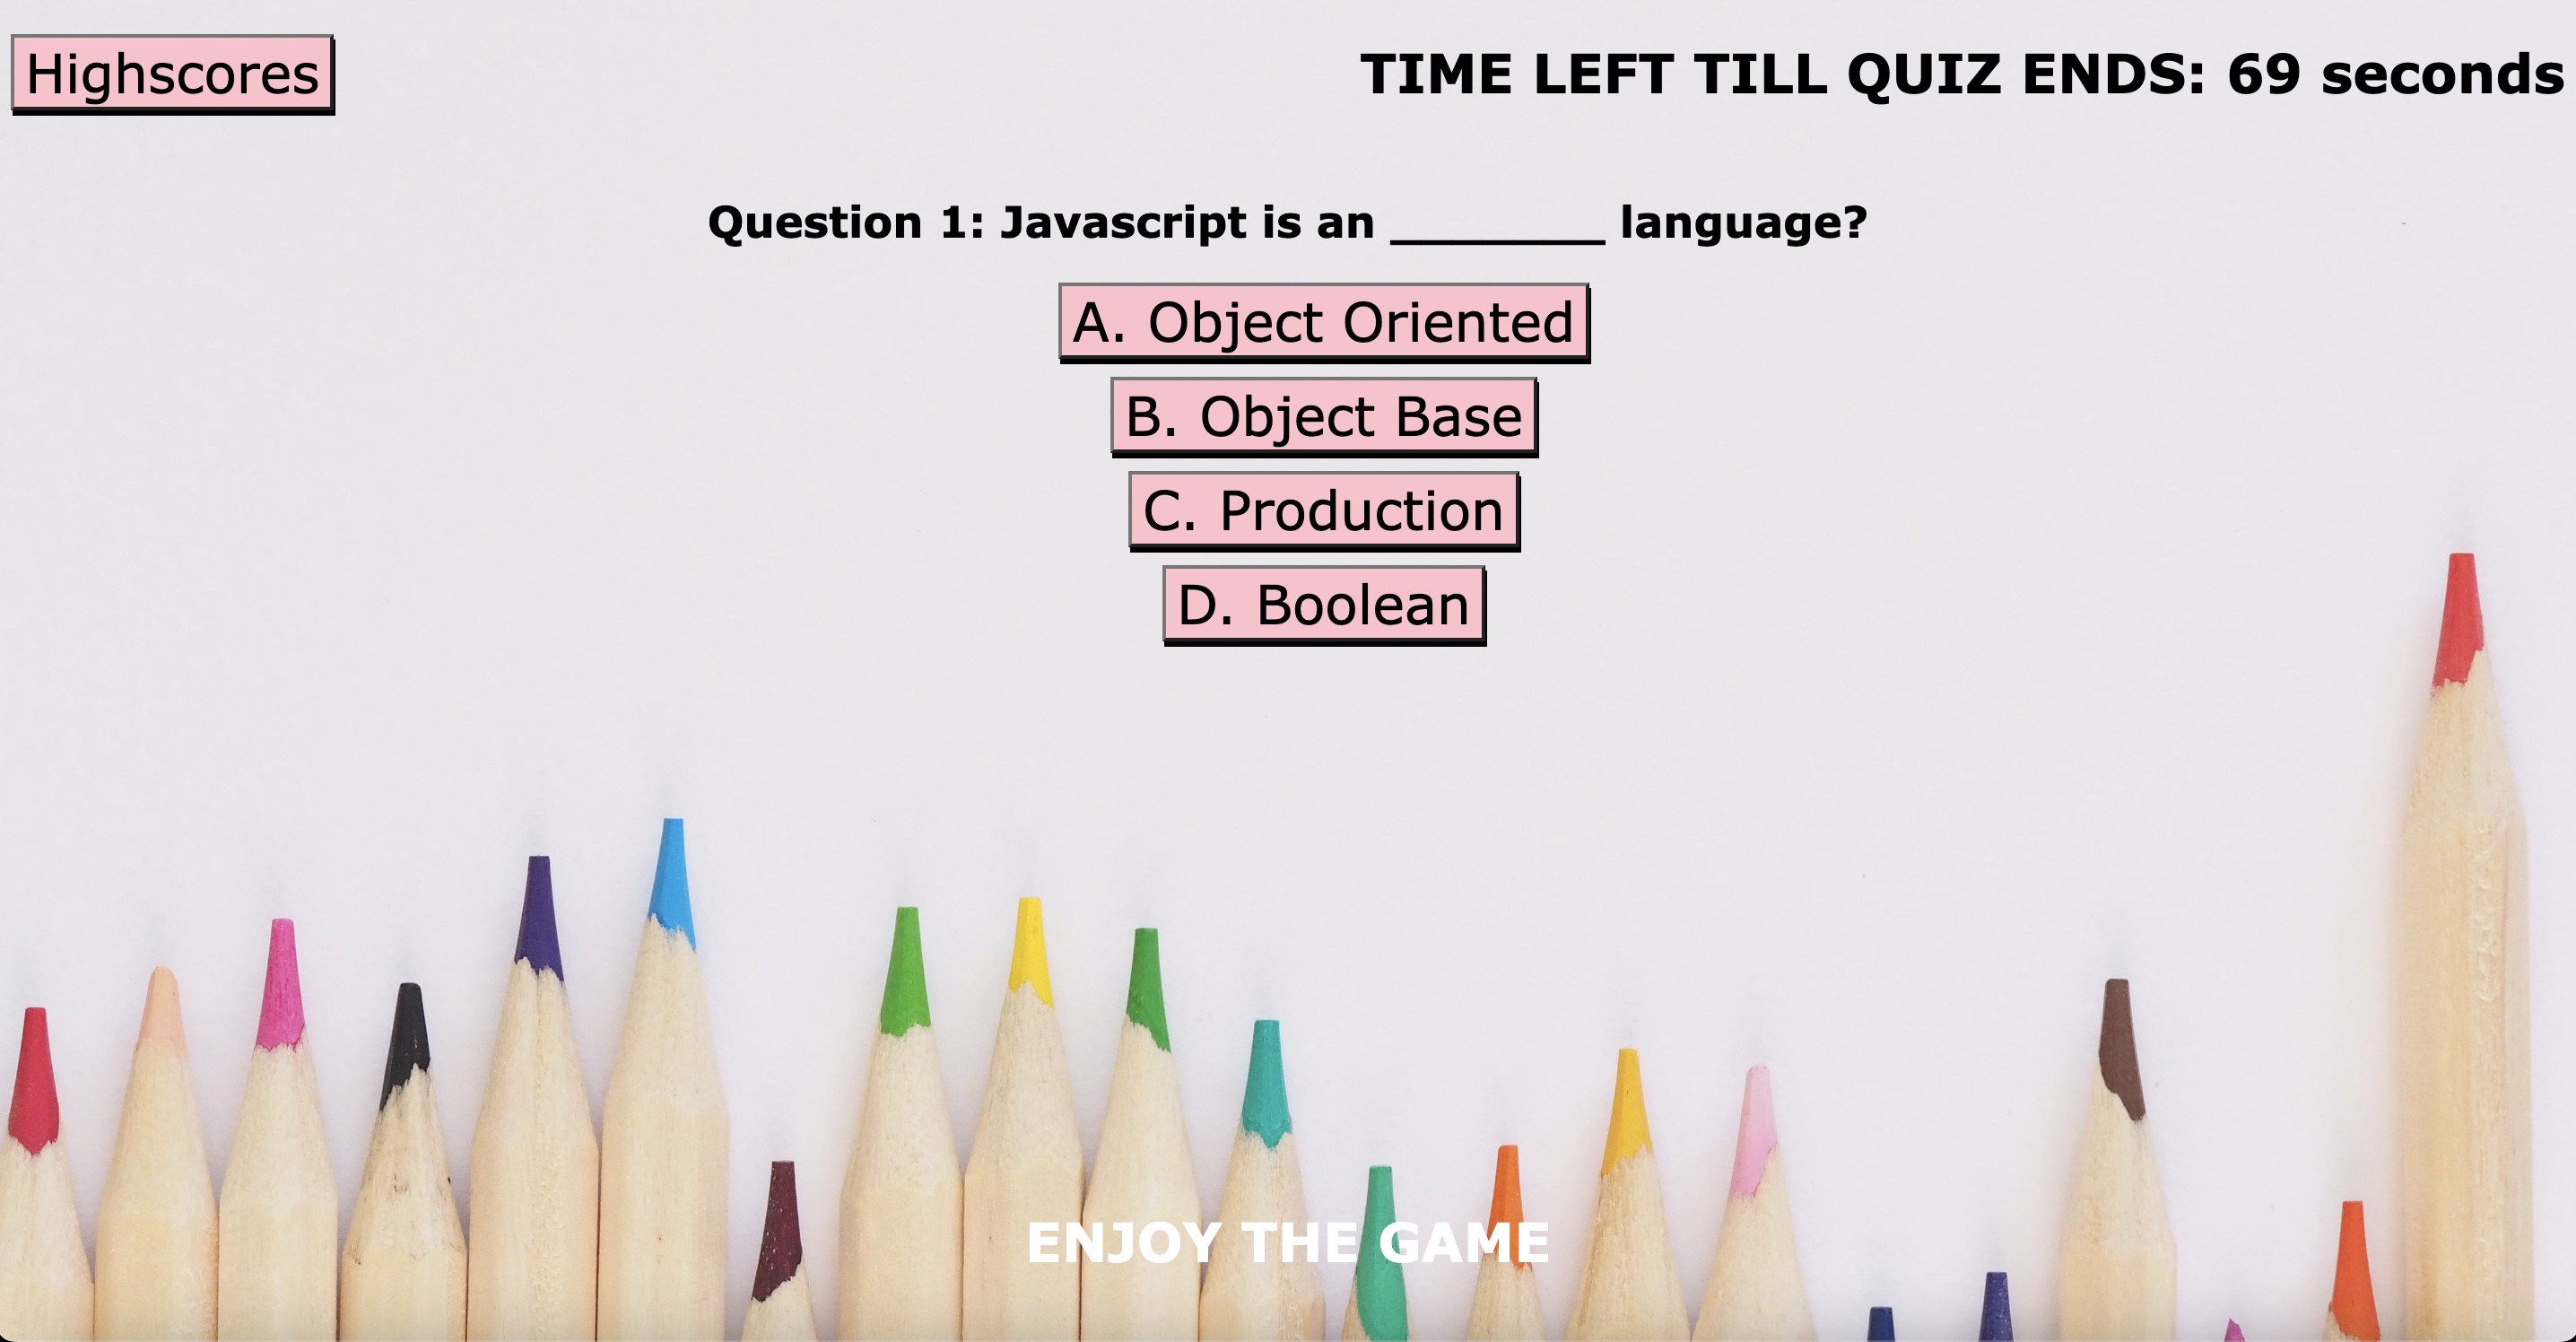 Highscores
TIME LEFT TILL QUIZ ENDS: 69 seconds
Question 1: Javascript is an _______ language?
A. Object Oriented
B. Object Base
C. Production
D. Boolean
ENJOY THE GAME